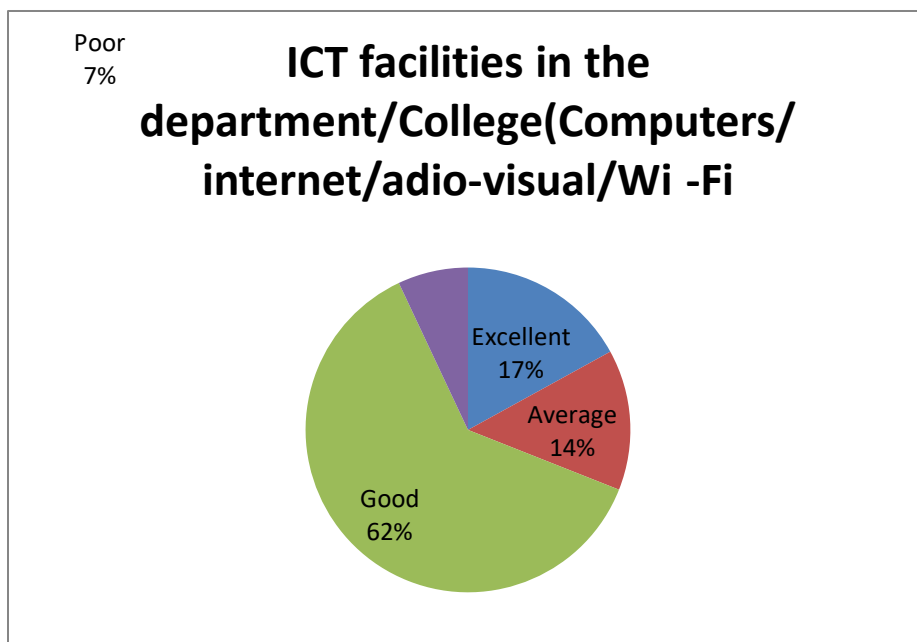 Poor
7%
ICT facilities in the
department/College(Computers/
internet/adio-visual/Wi -Fi
Excellent
17%
Average
14%
Good
62%